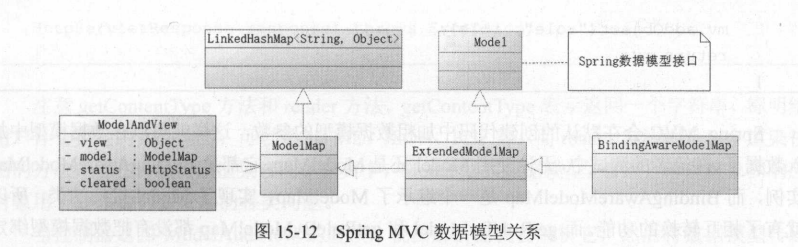 LinkedHashMap<String, Object>
Model
Spring数据模型接口
ModelAndView
- view : Object
- model : ModelMap
- status : HttpStatus
- cleared : boolean
ModelMap
ExtendedModelMap
BindingAwareModelMap
图15-12 Spring MVC 数据模型关系